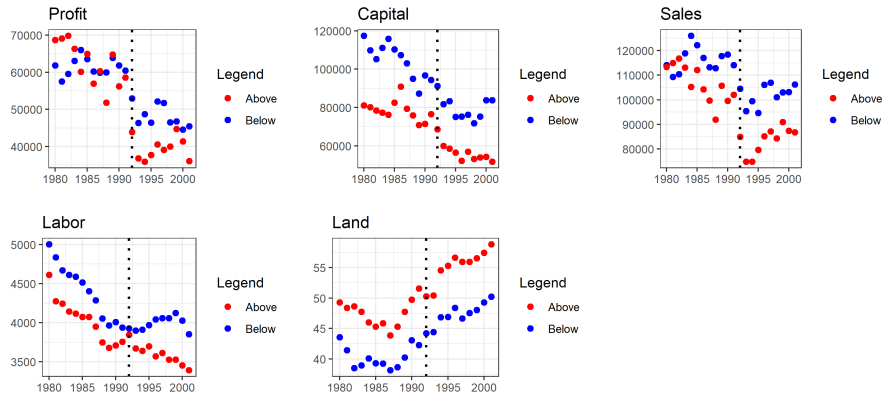 Profit
70000
60000
50000
40000
1980 1985 1990 1995 2000
Legend
Above
Below
Capital
120000
100000
80000
60000
1980 1985 1990 1995 2000
Legend
Above
Below
Sales
120000
110000
100000
90000
80000
1980 1985 1990 1995 2000
Legend
Above
Below
Labor
5000
4500
4000
3500
1980 1985 1990 1995 2000
Legend
Above
Below
Land
55
50
45
40
1980 1985 1990 1995 2000
Legend
Above
Below